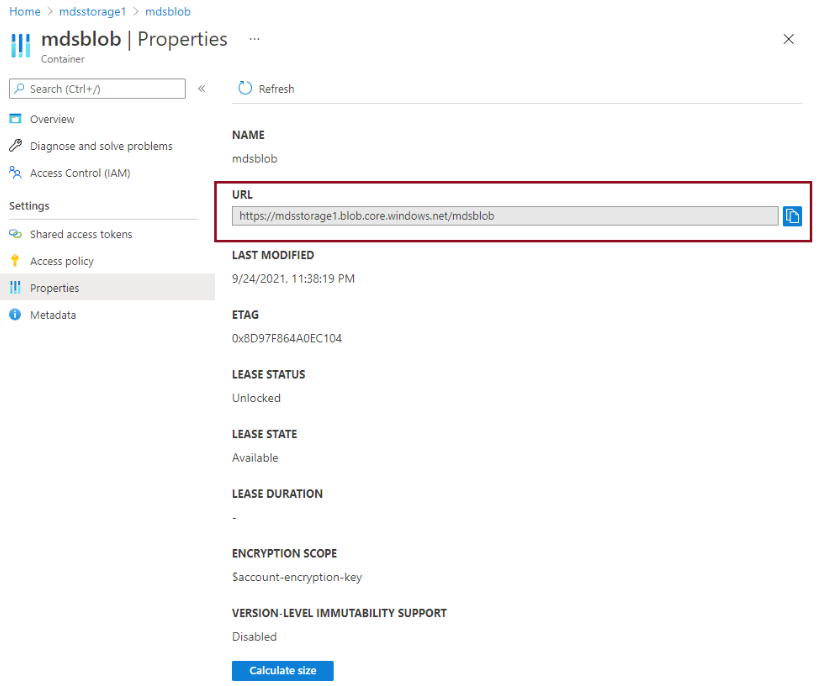 Home > mdsstorage1 > mdsblob
mdsblob | Properties ...
Container
Search (Ctrl+/)
«
Overview
Diagnose and solve problems
Access Control (IAM)
Settings
Shared access tokens
Access policy
Properties
Metadata
Refresh
NAME
mdsblob
URL
https://mdsstorage1.blob.core.windows.net/mdsblob
LAST MODIFIED
9/24/2021, 11:38:19 PM
ETAG
0x8D97F864A0EC104
LEASE STATUS
Unlocked
LEASE STATE
Available
LEASE DURATION
-
ENCRYPTION SCOPE
$account-encryption-key
VERSION-LEVEL IMMUTABILITY SUPPORT
Disabled
Calculate size